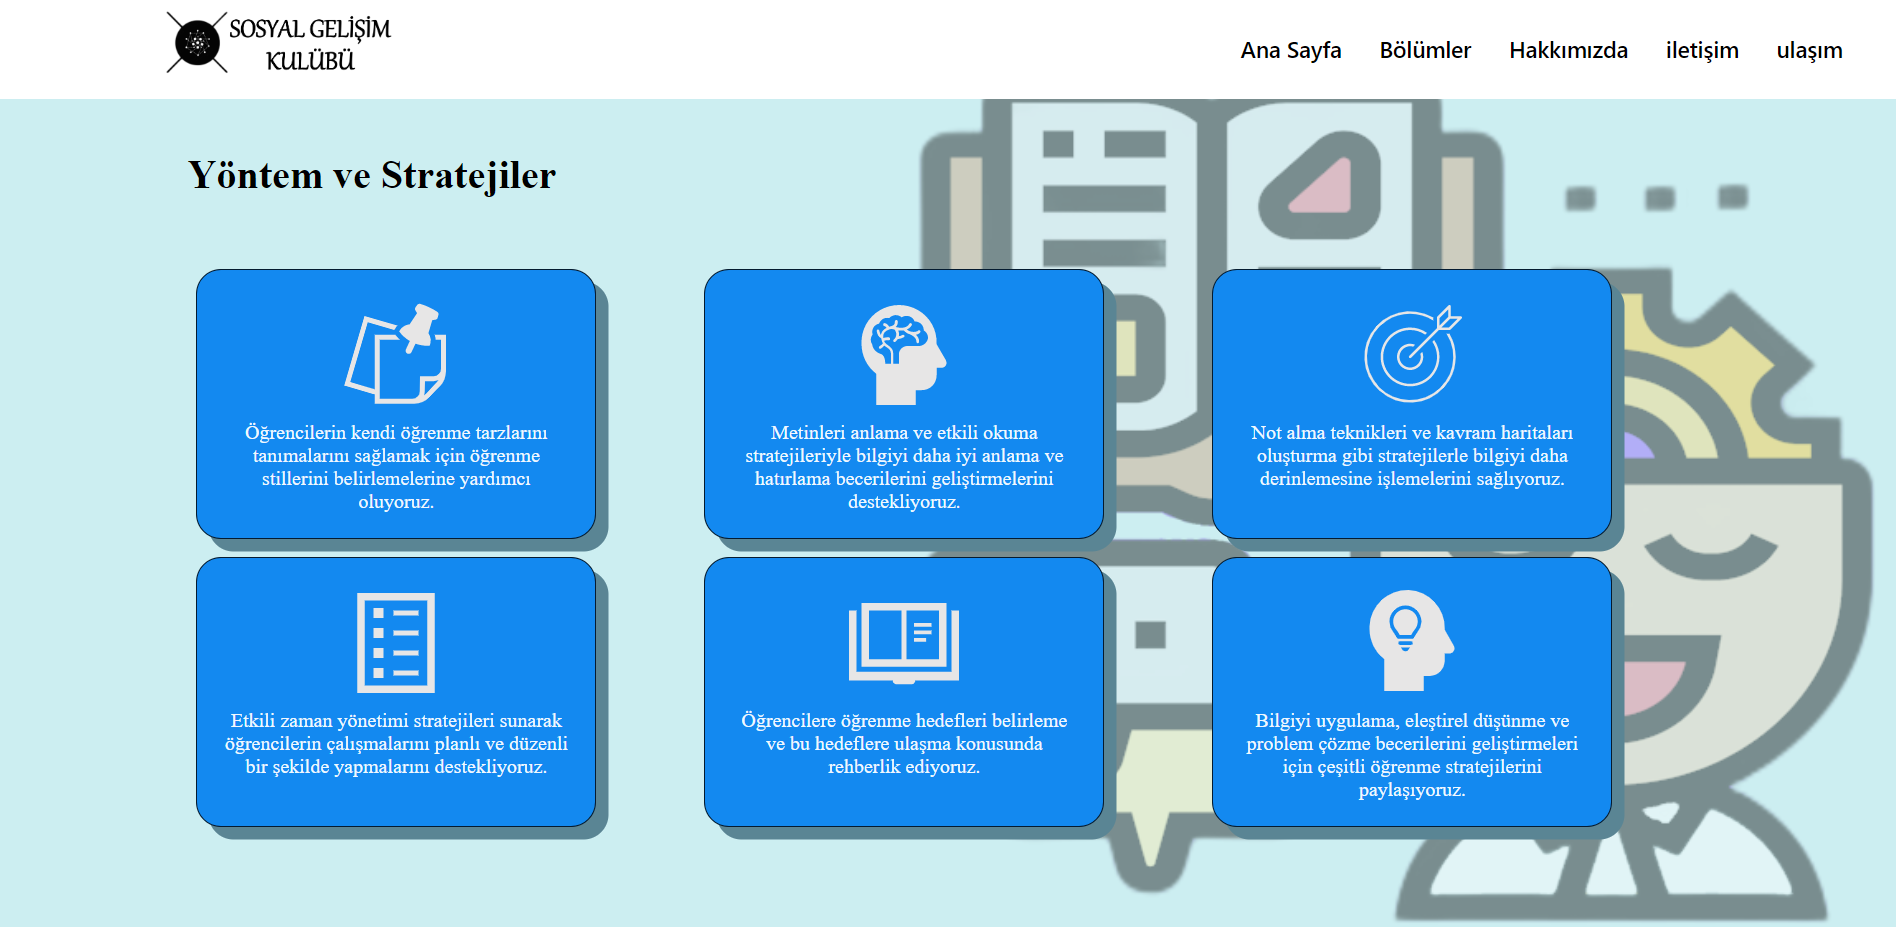 SOSYAL GELİŞİM
KULÜBÜ
Ana Sayfa
Bölümler
Hakkımızda
iletişim
ulaşım
Yöntem ve Stratejiler
Öğrencilerin kendi öğrenme tarzlarını
tanımalarını sağlamak için öğrenme
stillerini belirlemelerine yardımcı
oluyoruz.
Metinleri anlama ve etkili okuma
stratejileriyle bilgiyi daha iyi anlama ve
hatırlama becerilerini geliştirmelerini
destekliyoruz.
Not alma teknikleri ve kavram haritaları
oluşturma gibi stratejilerle bilgiyi daha
derinlemesine işlemelerini sağlıyoruz.
Etkili zaman yönetimi stratejileri sunarak
öğrencilerin çalışmalarını planlı ve düzenli
bir şekilde yapmalarını destekliyoruz.
Öğrencilere öğrenme hedefleri belirleme
ve bu hedeflere ulaşma konusunda
rehberlik ediyoruz.
Bilgiyi uygulama, eleştirel düşünme ve
problem çözme becerilerini geliştirmeleri
için çeşitli öğrenme stratejilerini
paylaşıyoruz.